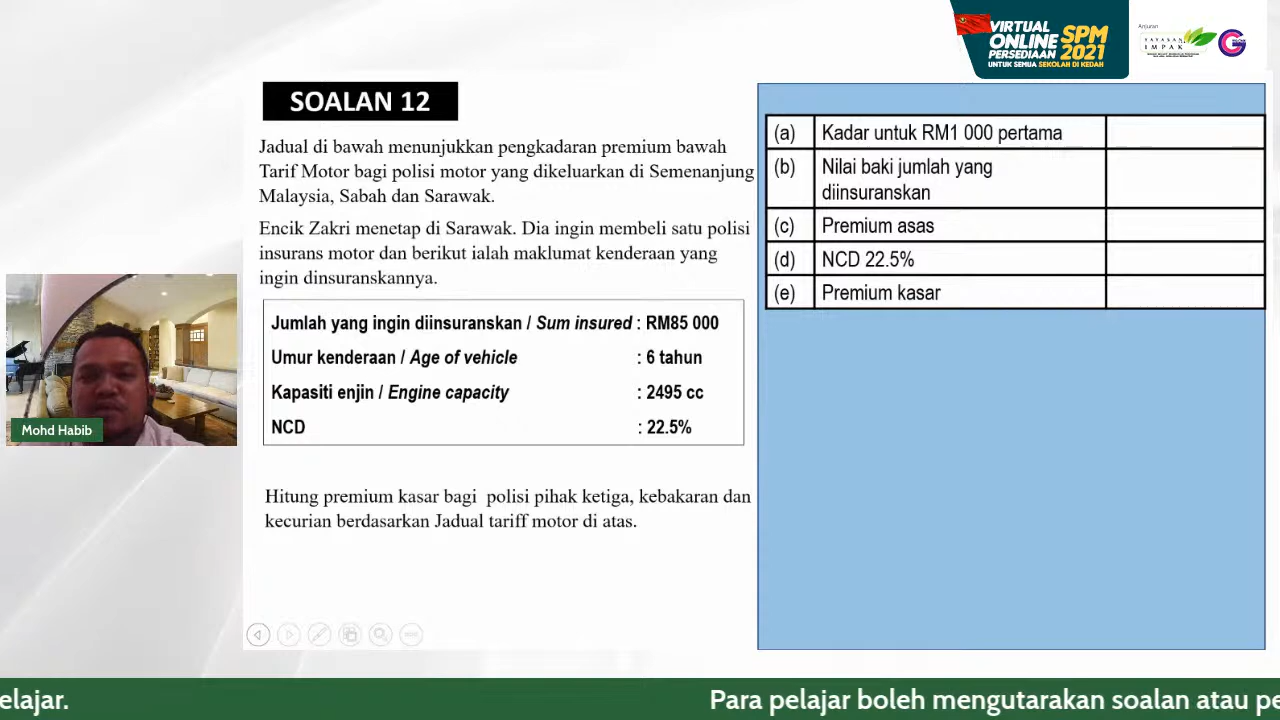 VIRTUAL
ONLINE
PERSEDIAAN
SPM
2021
UNTUK SEMUA SEKOLAH DI KEDAH
Anjuran
YAYASAN
IMPAK
G
SOALAN 12
Jadual di bawah menunjukkan pengkadaran premium bawah
Tarif Motor bagi polisi motor yang dikeluarkan di Semenanjung
Malaysia, Sabah dan Sarawak.
Encik Zakri menetap di Sarawak. Dia ingin membeli satu polisi
insurans motor dan berikut ialah maklumat kenderaan yang
ingin dinsuranskannya.
Jumlah yang ingin diinsuranskan / Sum insured : RM85 000
Umur kenderaan / Age of vehicle : 6 tahun
Kapasiti enjin / Engine capacity : 2495 cc
NCD : 22.5%
Hitung premium kasar bagi polisi pihak ketiga, kebakaran dan
kecurian berdasarkan Jadual tariff motor di atas.
(a) Kadar untuk RM1 000 pertama
(b) Nilai baki jumlah yang
diinsuranskan
(c) Premium asas
(d) NCD 22.5%
(e) Premium kasar
Mohd Habib
elajar.
Para pelajar boleh mengutarakan soalan atau pe